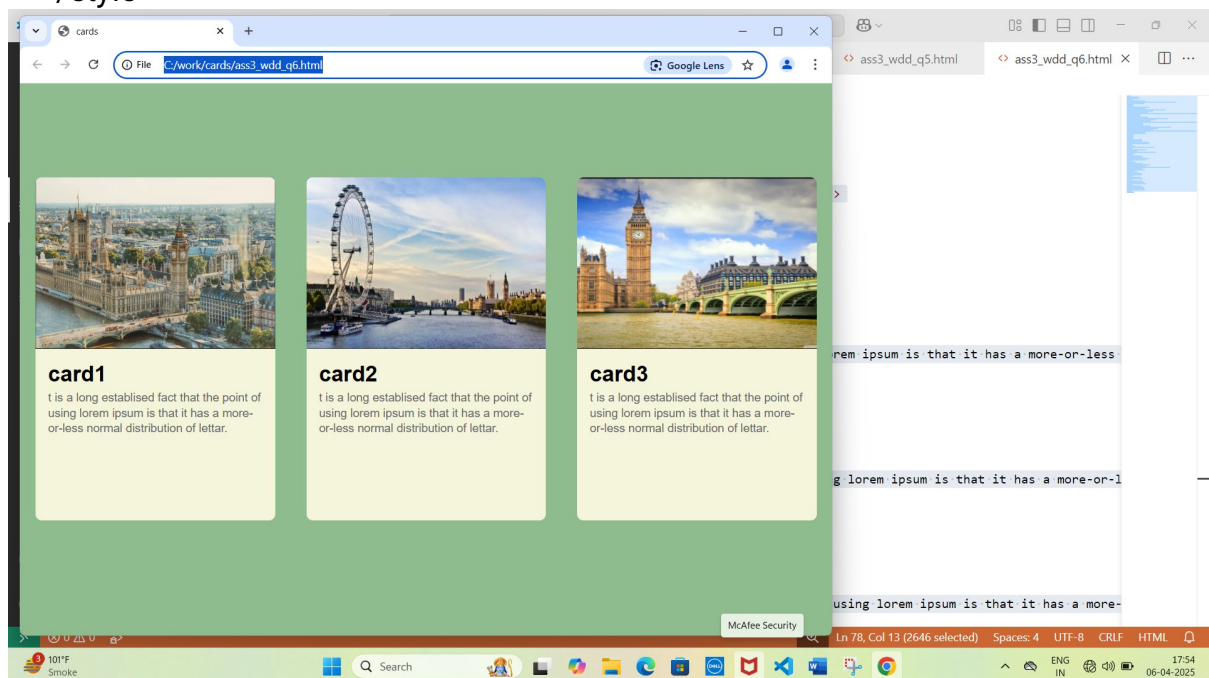 cards
File C:/work/cards/ass3_wdd_q6.html Google Lens
ass3_wdd_q5.html ass3_wdd_q6.html
card1
t is a long establised fact that the point of
using lorem ipsum is that it has a more-
or-less normal distribution of lettar.
card2
t is a long establised fact that the point of
using lorem ipsum is that it has a more-
or-less normal distribution of lettar.
card3
t is a long establised fact that the point of
using lorem ipsum is that it has a more-
or-less normal distribution of lettar.
rem ipsum is that it has a more-or-less
g lorem ipsum is that it has a more-or-l
using lorem ipsum is that it has a more-
McAfee Security
Ln 78, Col 13 (2646 selected) Spaces: 4 UTF-8 CRLF HTML
3 101°F
Smoke
Search
ENG
IN
17:54
06-04-2025